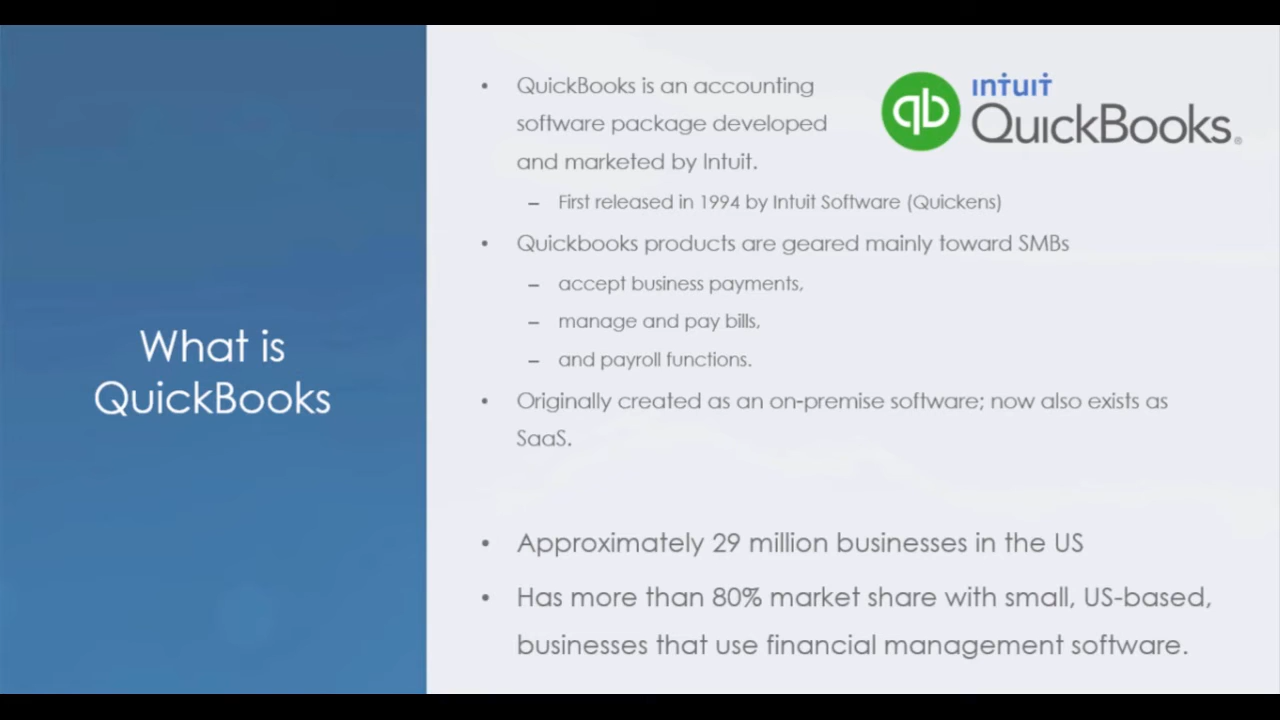 What is
QuickBooks
• QuickBooks is an accounting
software package developed
and marketed by Intuit.
– First released in 1994 by Intuit Software (Quickens)
• Quickbooks products are geared mainly toward SMBs
– accept business payments,
– manage and pay bills,
– and payroll functions.
• Originally created as an on-premise software; now also exists as
SaaS.
• Approximately 29 million businesses in the US
• Has more than 80% market share with small, US-based,
businesses that use financial management software.
qb
intuit
QuickBooks®